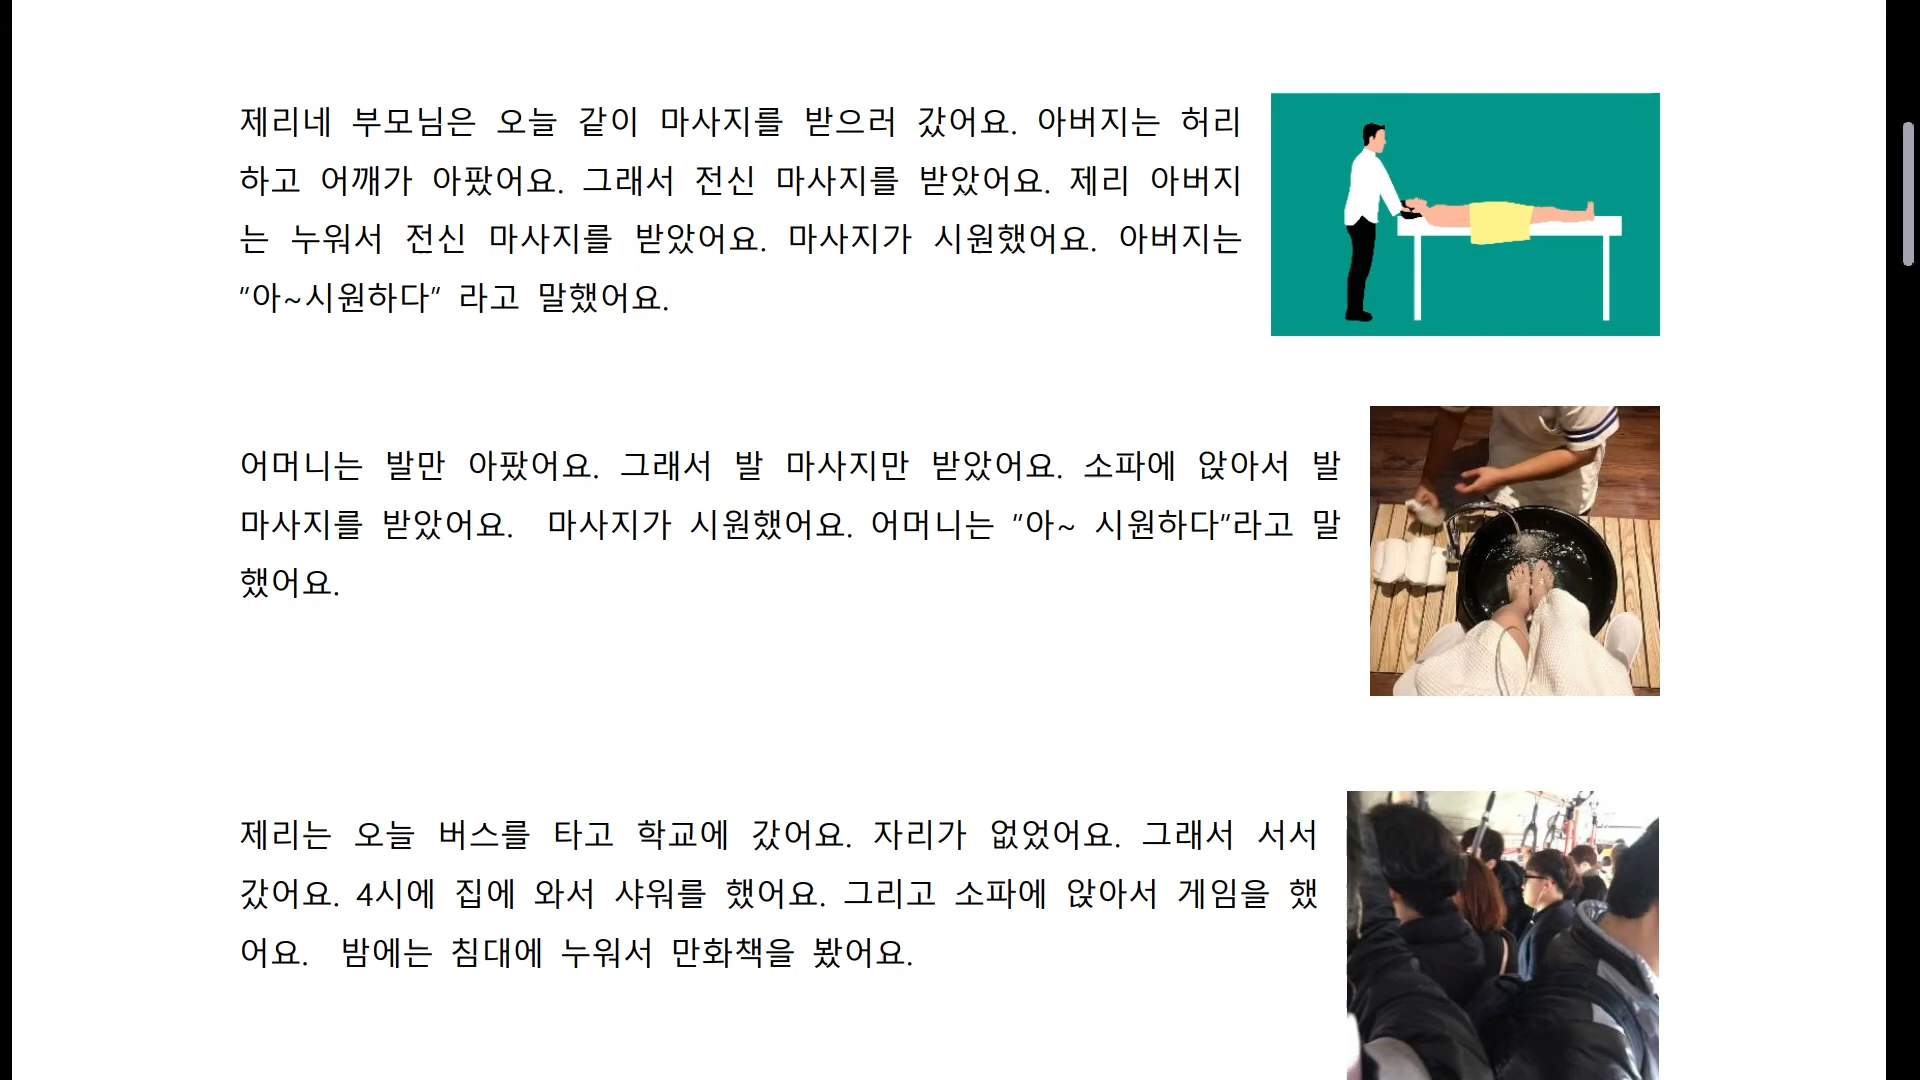 제리네 부모님은 오늘 같이 마사지를 받으러 갔어요. 아버지는 허리
하고 어깨가 아팠어요. 그래서 전신 마사지를 받았어요. 제리 아버지
는 누워서 전신 마사지를 받았어요. 마사지가 시원했어요. 아버지는
"아~시원하다" 라고 말했어요.
어머니는 발만 아팠어요. 그래서 발 마사지만 받았어요. 소파에 앉아서 발
마사지를 받았어요. 마사지가 시원했어요. 어머니는 "아~ 시원하다"라고 말
했어요.
제리는 오늘 버스를 타고 학교에 갔어요. 자리가 없었어요. 그래서 서서
갔어요. 4시에 집에 와서 샤워를 했어요. 그리고 소파에 앉아서 게임을 했
어요. 밤에는 침대에 누워서 만화책을 봤어요.